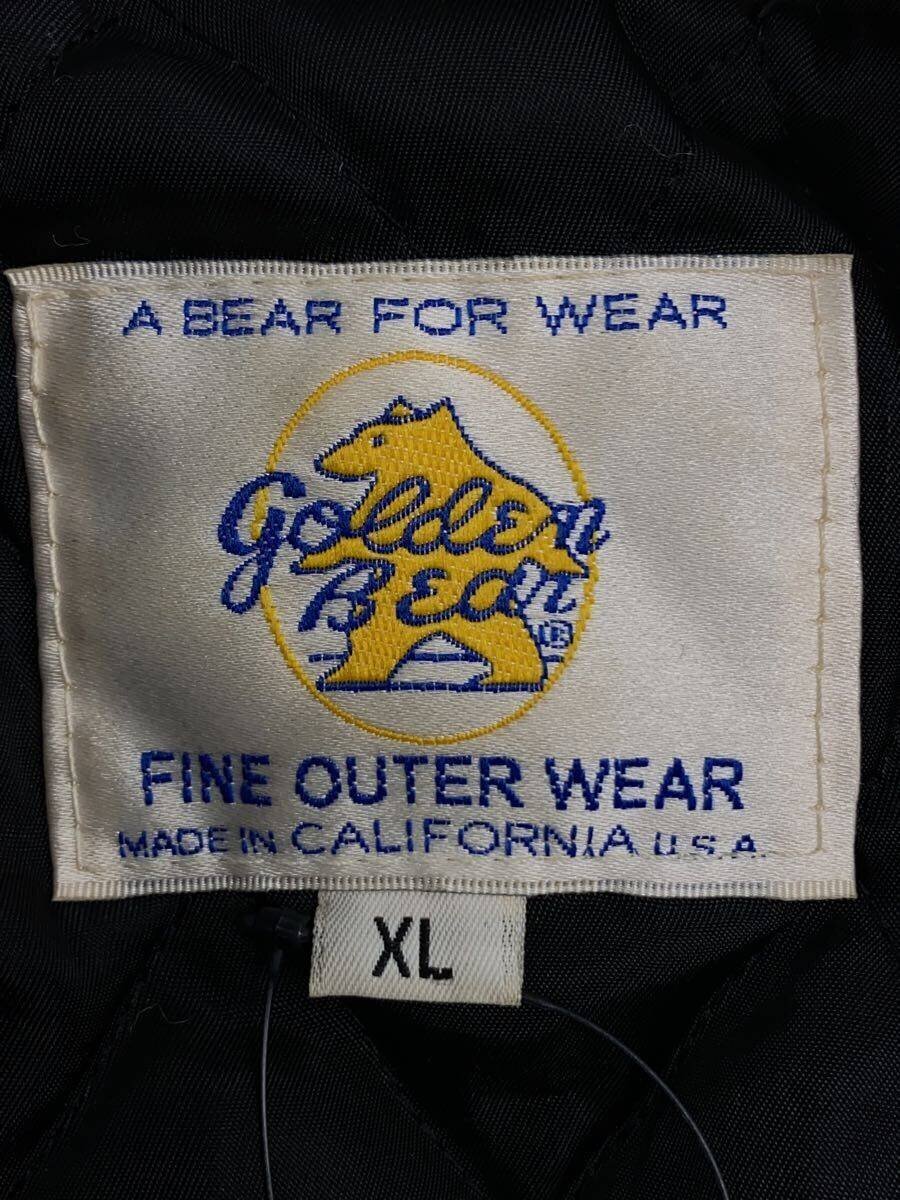 A BEAR FOR WEAR
Golden
Bear
®
FINE OUTER WEAR
MADE IN CALIFORNIA U.S.A.
XL